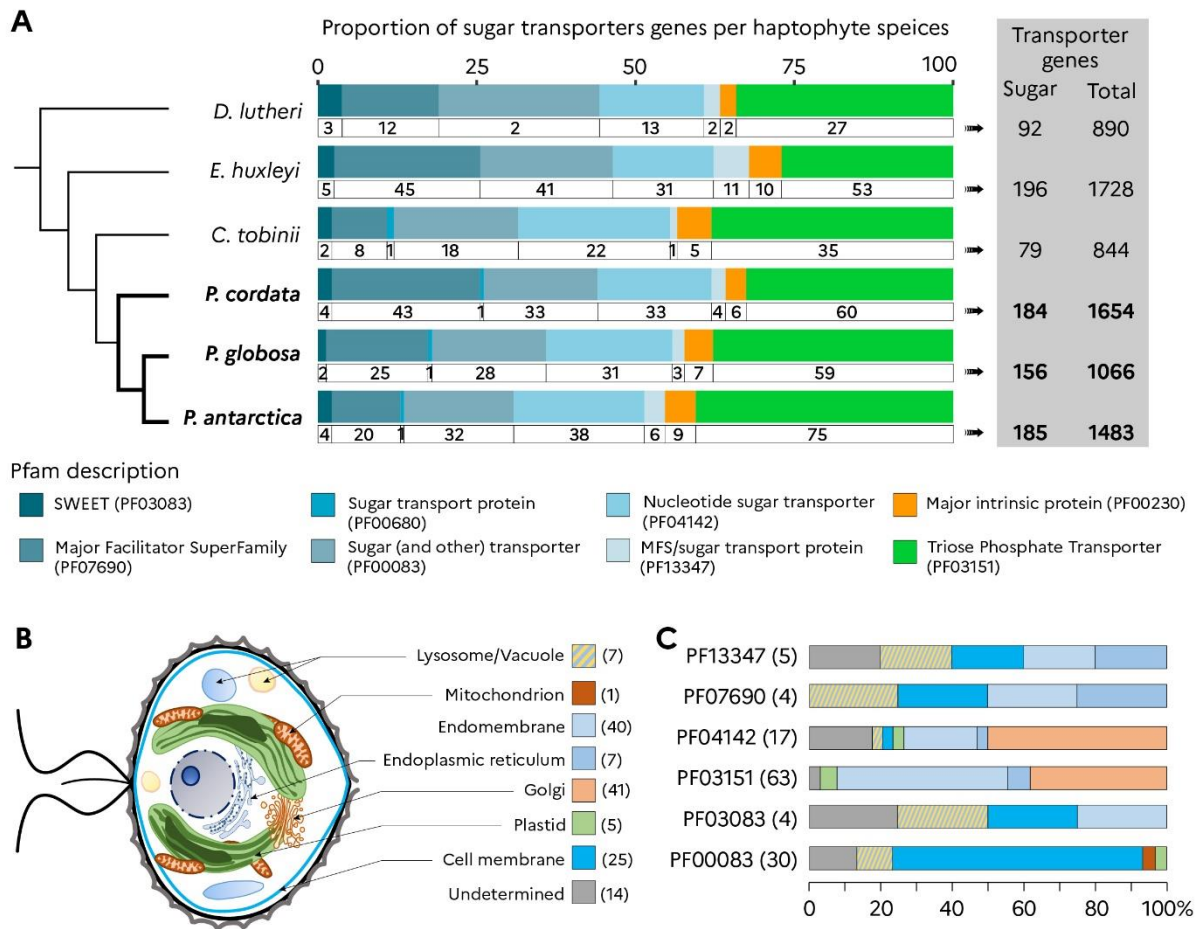 A
Proportion of sugar transporters genes per haptophyte speices
0 25 50 75 100
Transporter
genes
Sugar Total
D. lutheri
3 12 2 13 2 2 27
92 890
E. huxleyi
5 45 41 31 11 10 53
196 1728
C. tobinii
2 8 1 18 22 1 5 35
79 844
P. cordata
4 43 1 33 33 4 6 60
184 1654
P. globosa
2 25 1 28 31 3 7 59
156 1066
P. antarctica
4 20 1 32 38 6 9 75
185 1483
Pfam description
SWEET (PF03083)
Sugar transport protein
(PF00680)
Nucleotide sugar transporter
(PF04142)
Major intrinsic protein (PF00230)
Major Facilitator SuperFamily
(PF07690)
Sugar (and other) transporter
(PF00083)
MFS/sugar transport protein
(PF13347)
Triose Phosphate Transporter
(PF03151)
B
Lysosome/Vacuole (7)
Mitochondrion (1)
Endomembrane (40)
Endoplasmic reticulum (7)
Golgi (41)
Plastid (5)
Cell membrane (25)
Undetermined (14)
C
PF13347 (5)
PF07690 (4)
PF04142 (17)
PF03151 (63)
PF03083 (4)
PF00083 (30)
0 20 40 60 80 100%